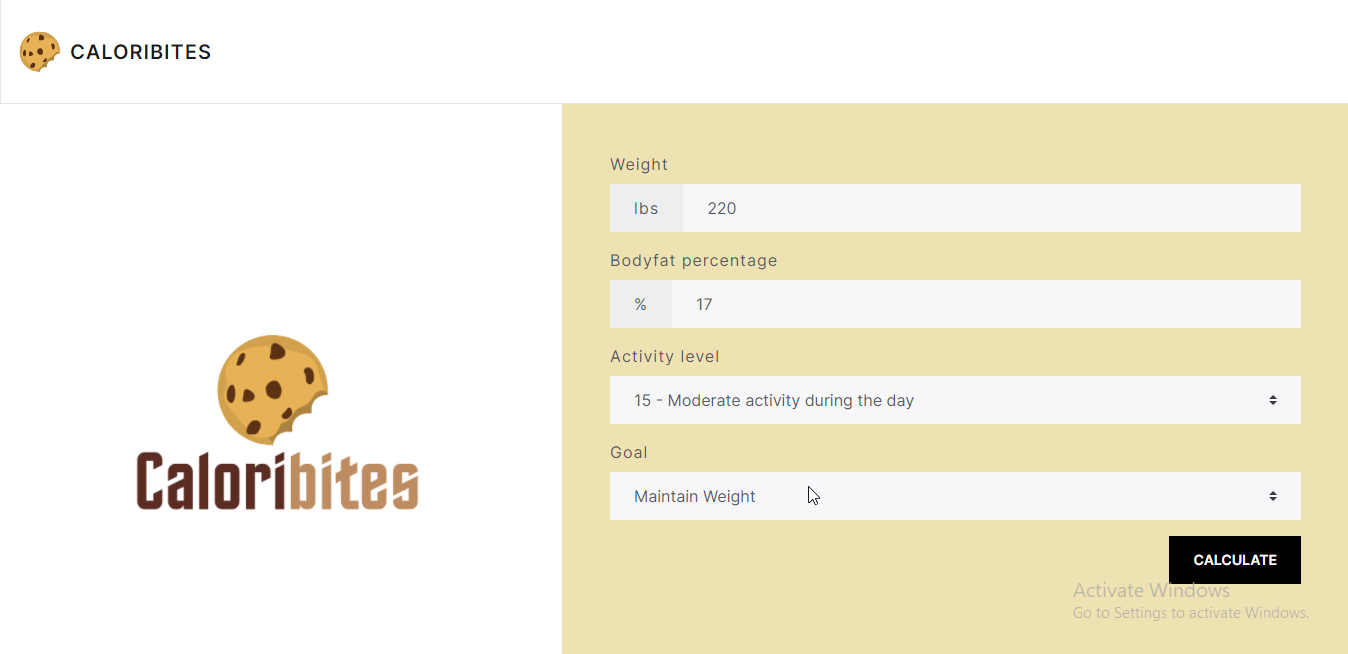 CALORIBITES
Caloribites
Weight
lbs 220
Bodyfat percentage
% 17
Activity level
15 - Moderate activity during the day
Goal
Maintain Weight
CALCULATE
Activate Windows
Go to Settings to activate Windows.